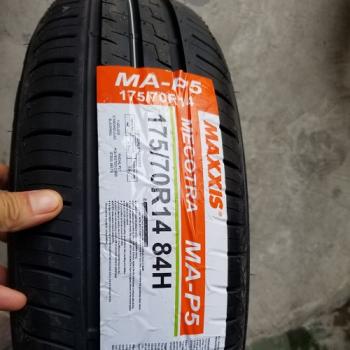 MA-P5
175/70R14
MAXXIS
MECOTRA MA-P5
175/70R14 84H